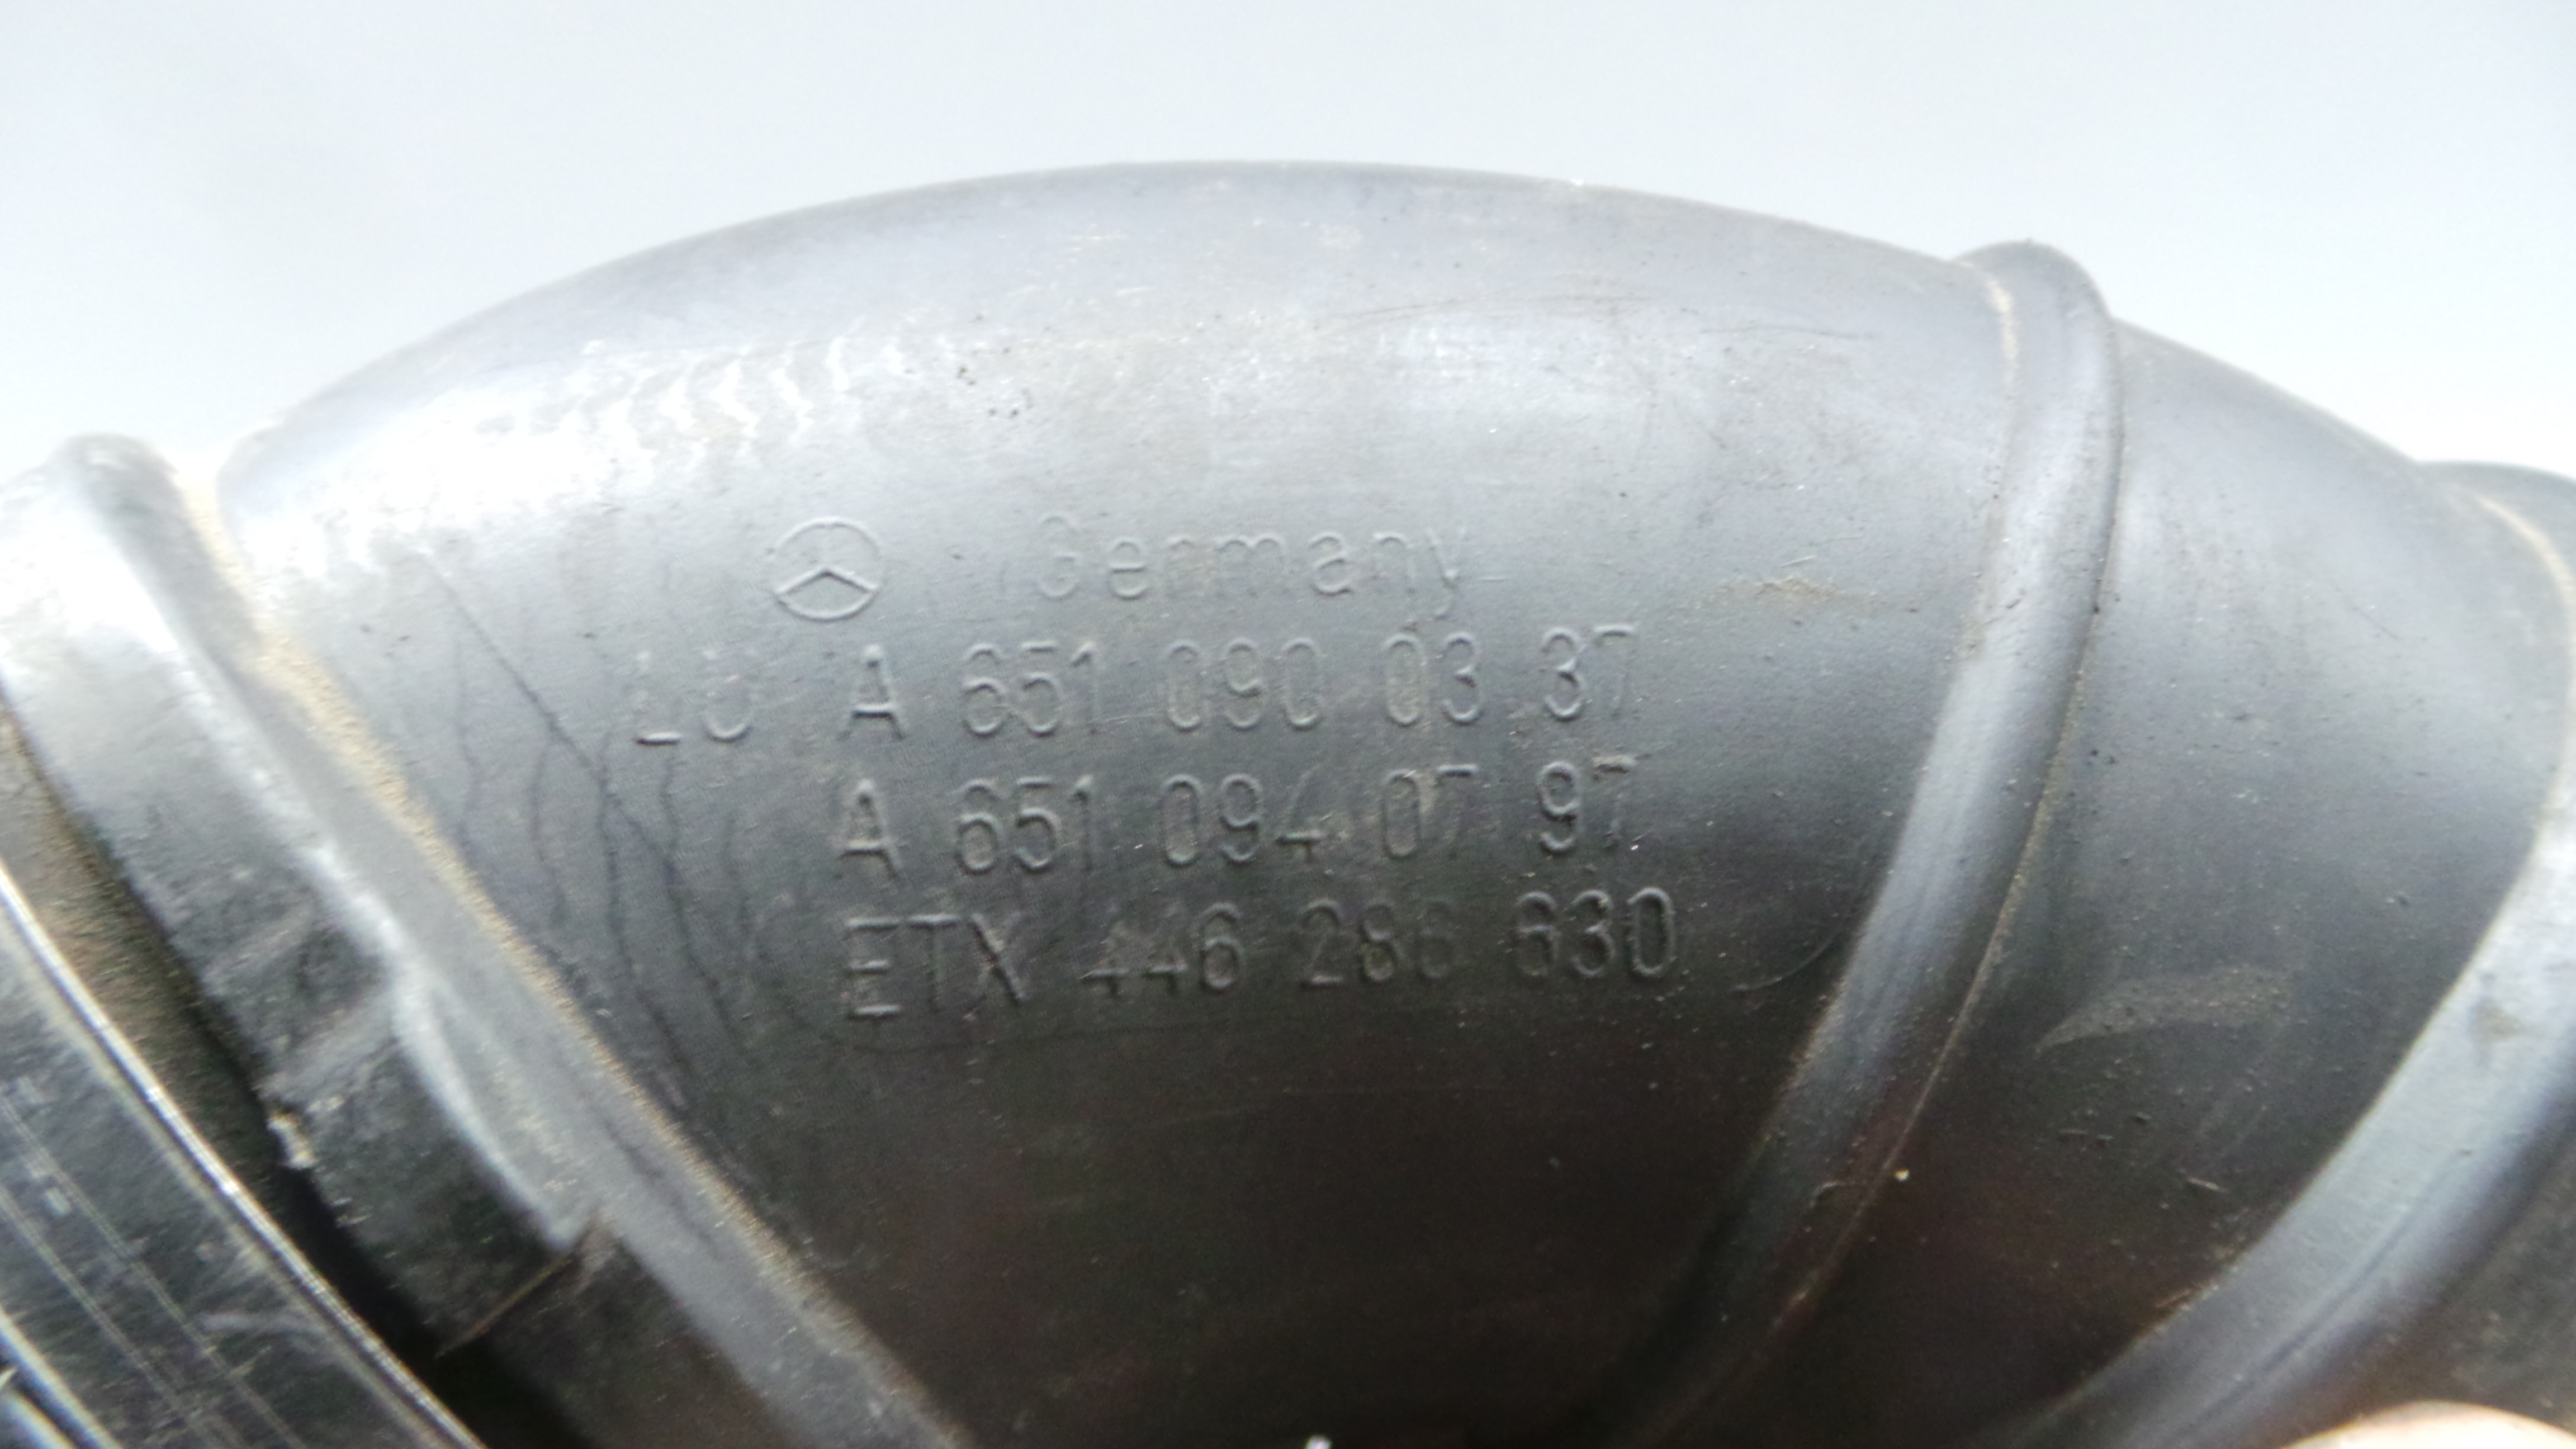 Germany
LU A 651 090 03 37
A 651 094 07 97
ETX 446 286 630